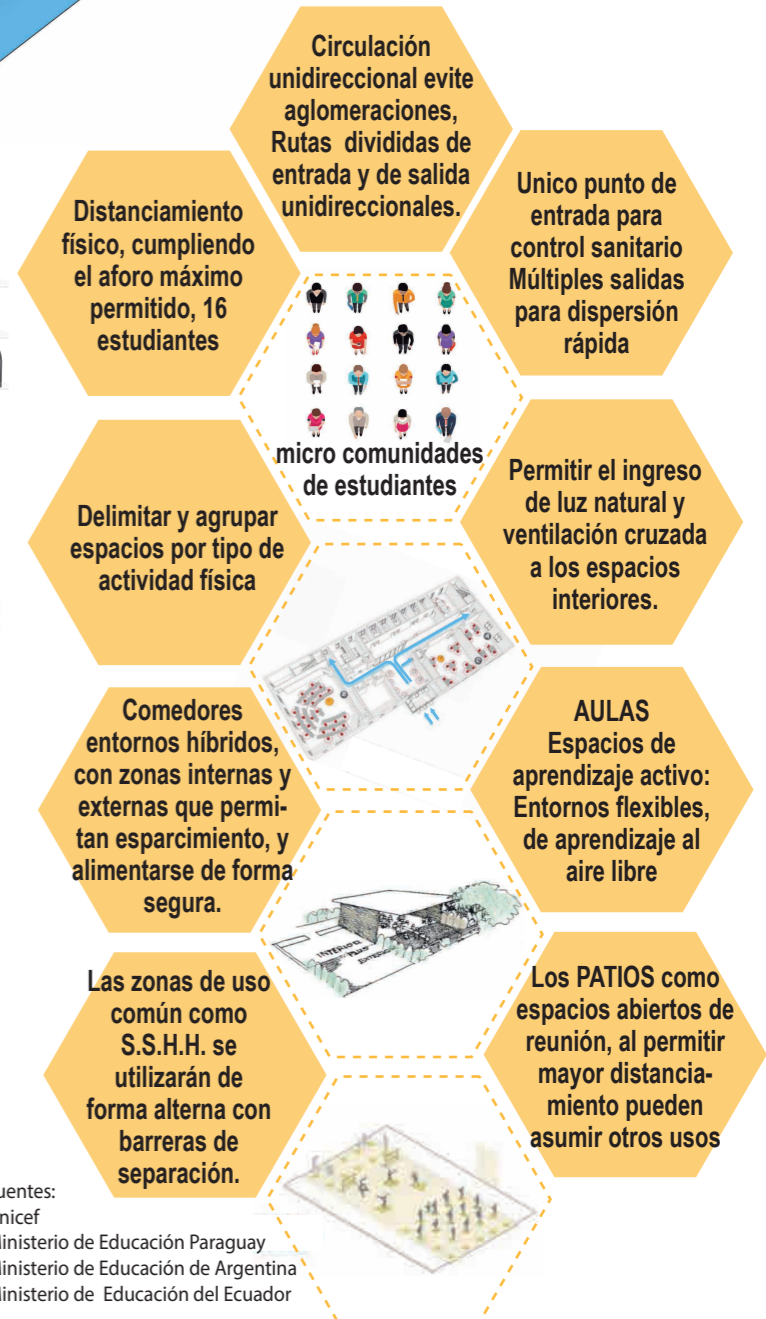 Circulación
unidireccional evite
aglomeraciones,
Rutas divididas de
entrada y de salida
unidireccionales.
Distanciamiento
físico, cumpliendo
el aforo máximo
permitido, 16
estudiantes
Unico punto de
entrada para
control sanitario
Múltiples salidas
para dispersión
rápida
micro comunidades
de estudiantes
Delimitar y agrupar
espacios por tipo de
actividad física
Permitir el ingreso
de luz natural y
ventilación cruzada
a los espacios
interiores.
Comedores
entornos híbridos,
con zonas internas y
externas que permi-
tan esparcimiento, y
alimentarse de forma
segura.
AULAS
Espacios de
aprendizaje activo:
Entornos flexibles,
de aprendizaje al
aire libre
INTERIOR
PLUS
EXTERIOR
Las zonas de uso
común como
S.S.H.H. se
utilizarán de
forma alterna con
barreras de
separación.
Los PATIOS como
espacios abiertos de
reunión, al permitir
mayor distancia-
miento pueden
asumir otros usos
uentes:
nicef
inisterio de Educación Paraguay
inisterio de Educación de Argentina
inisterio de Educación del Ecuador